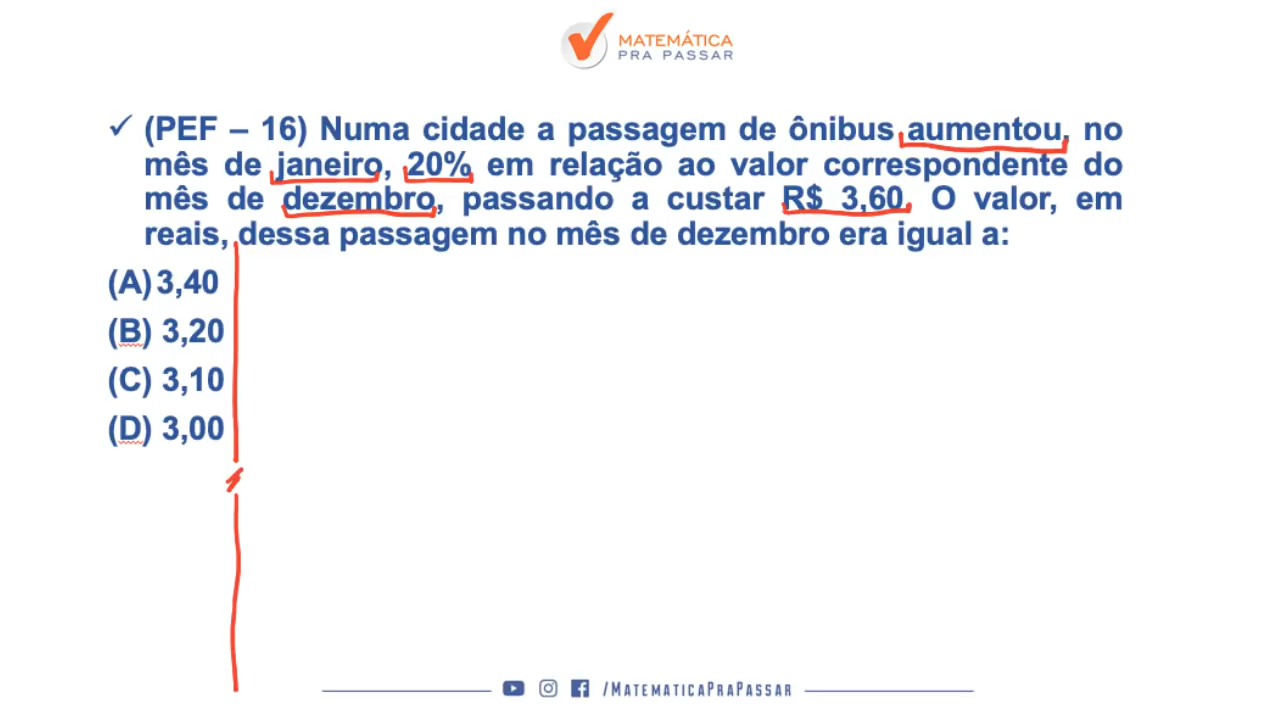 MATEMÁTICA
PRA PASSAR
✓ (PEF – 16) Numa cidade a passagem de ônibus aumentou, no
mês de janeiro, 20% em relação ao valor correspondente do
mês de dezembro, passando a custar R$ 3,60. O valor, em
reais, dessa passagem no mês de dezembro era igual a:
(A) 3,40
(B) 3,20
(C) 3,10
(D) 3,00
/MATEMATICAPRAPASSAR